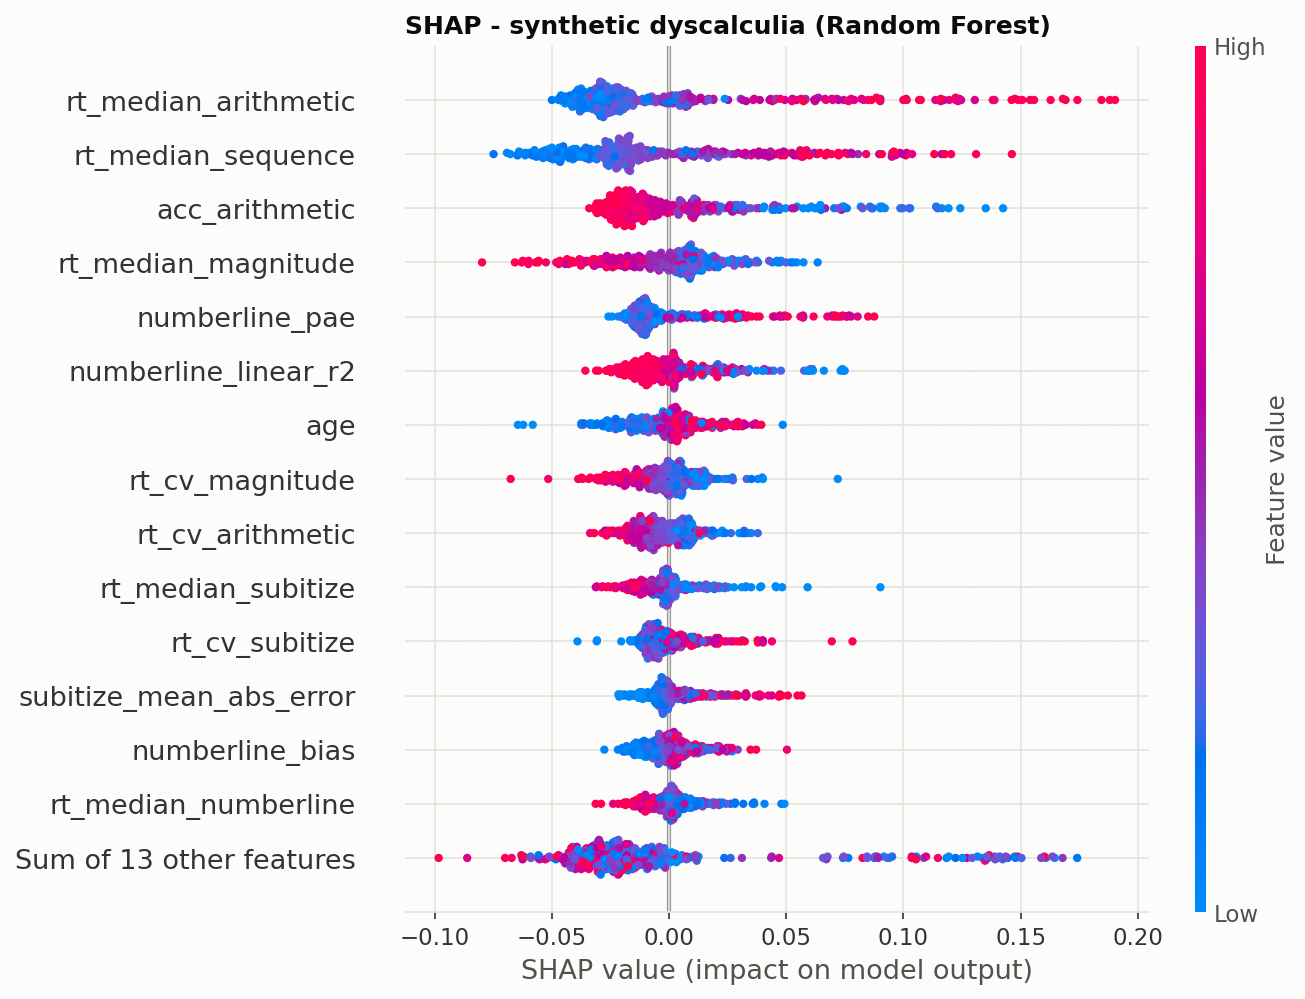 SHAP - synthetic dyscalculia (Random Forest)
High
rt_median_arithmetic
rt_median_sequence
acc_arithmetic
rt_median_magnitude
numberline_pae
numberline_linear_r2
age
rt_cv_magnitude
rt_cv_arithmetic
rt_median_subitize
rt_cv_subitize
subitize_mean_abs_error
numberline_bias
rt_median_numberline
Sum of 13 other features
Feature value
Low
−0.10 −0.05 0.00 0.05 0.10 0.15 0.20
SHAP value (impact on model output)